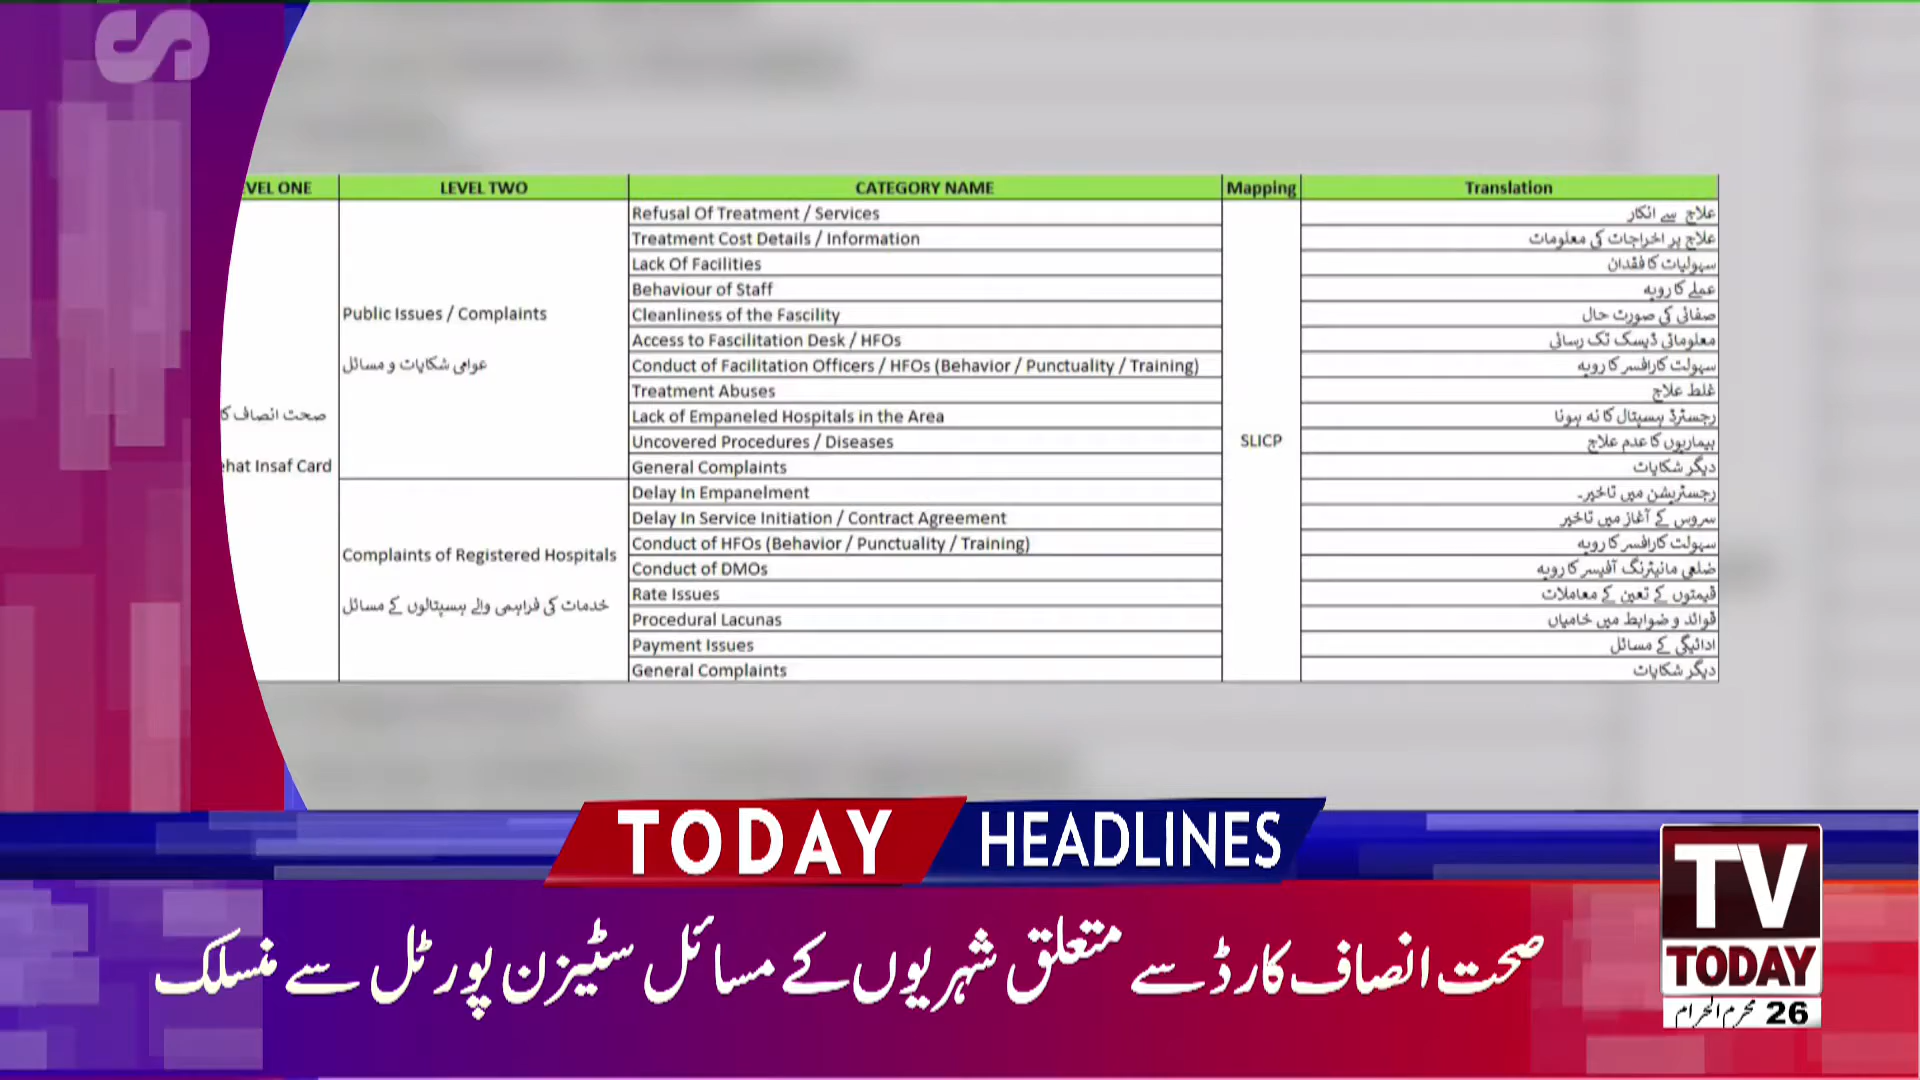 S
VEL ONE LEVEL TWO CATEGORY NAME Mapping Translation
Refusal Of Treatment / Services علاج سے انکار
Treatment Cost Details / Information علاج پر اخراجات کی معلومات
Lack Of Facilities سہولیات کا فقدان
Behaviour of Staff عملے کا رویہ
Public Issues / Complaints Cleanliness of the Fascility صفائی کی صورت حال
Access to Fascilitation Desk / HFOs معلوماتی ڈیسک تک رسائی
عوامی شکایات و مسائل Conduct of Facilitation Officers / HFOs (Behavior / Punctuality / Training) سہولت کار افسر کا رویہ
Treatment Abuses غلط علاج
صحت انصاف کا Lack of Empaneled Hospitals in the Area رجسٹرڈ ہسپتال کا نہ ہونا
Uncovered Procedures / Diseases SLICP بیماریوں کا عدم علاج
hat Insaf Card General Complaints دیگر شکایات
Delay In Empanelment رجسٹریشن میں تاخیر۔
Delay In Service Initiation / Contract Agreement سروس کے آغاز میں تاخیر
Complaints of Registered Hospitals Conduct of HFOs (Behavior / Punctuality / Training) سہولت کار افسر کا رویہ
Conduct of DMOs ضلعی مانیٹرنگ آفیسر کا رویہ
Rate Issues قیمتوں کے تعین کے معاملات
خدمات کی فراہمی والے ہسپتالوں کے مسائل Procedural Lacunas قوائد و ضوابط میں خامیاں
Payment Issues ادائیگی کے مسائل
General Complaints دیگر شکایات
TODAY HEADLINES
صحت انصاف کارڈ سے متعلق شہریوں کے مسائل سٹیزن پورٹل سے منسلک
TV
TODAY
26 محرم الحرام